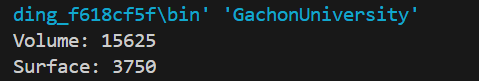 ding_f618cf5f\bin' 'GachonUniversity'
Volume: 15625
Surface: 3750